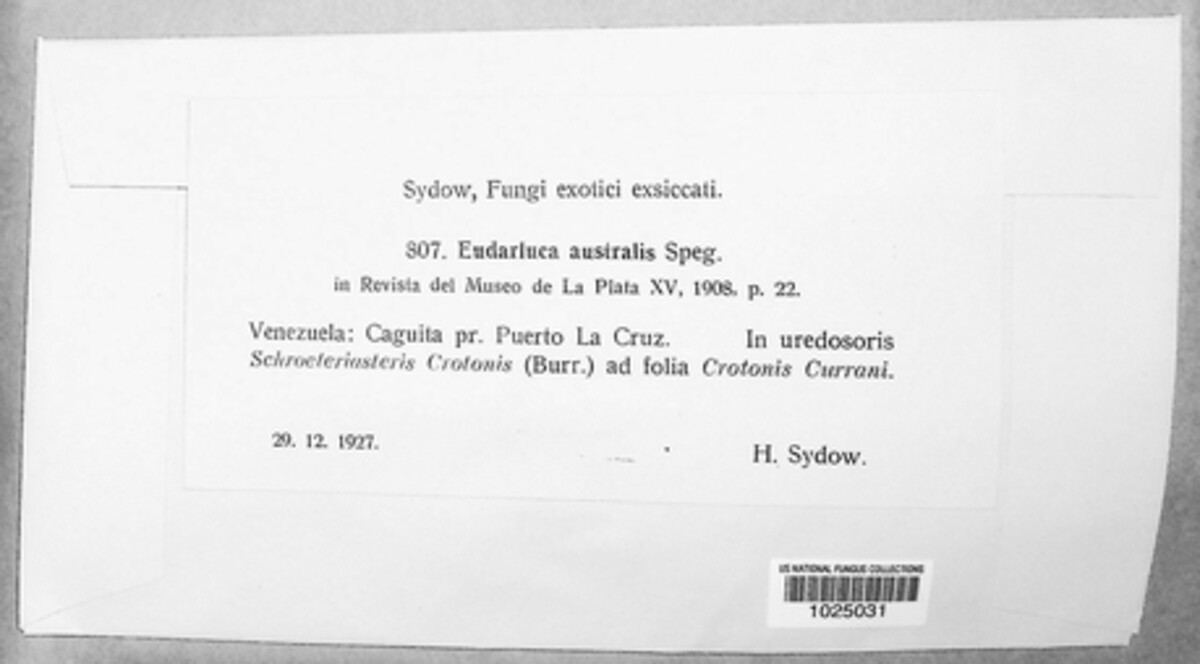 Sydow, Fungi exotici exsiccati.
807. Eudarluca australis Speg.
in Revista del Museo de La Plata XV, 1908. p. 22.
Venezuela: Caguita pr. Puerto La Cruz. In uredosoris
Schroeteriasteris Crotonis (Burr.) ad folia Crotonis Currani.
29. 12. 1927. H. Sydow.
US NATIONAL FUNGUS COLLECTIONS
1025031